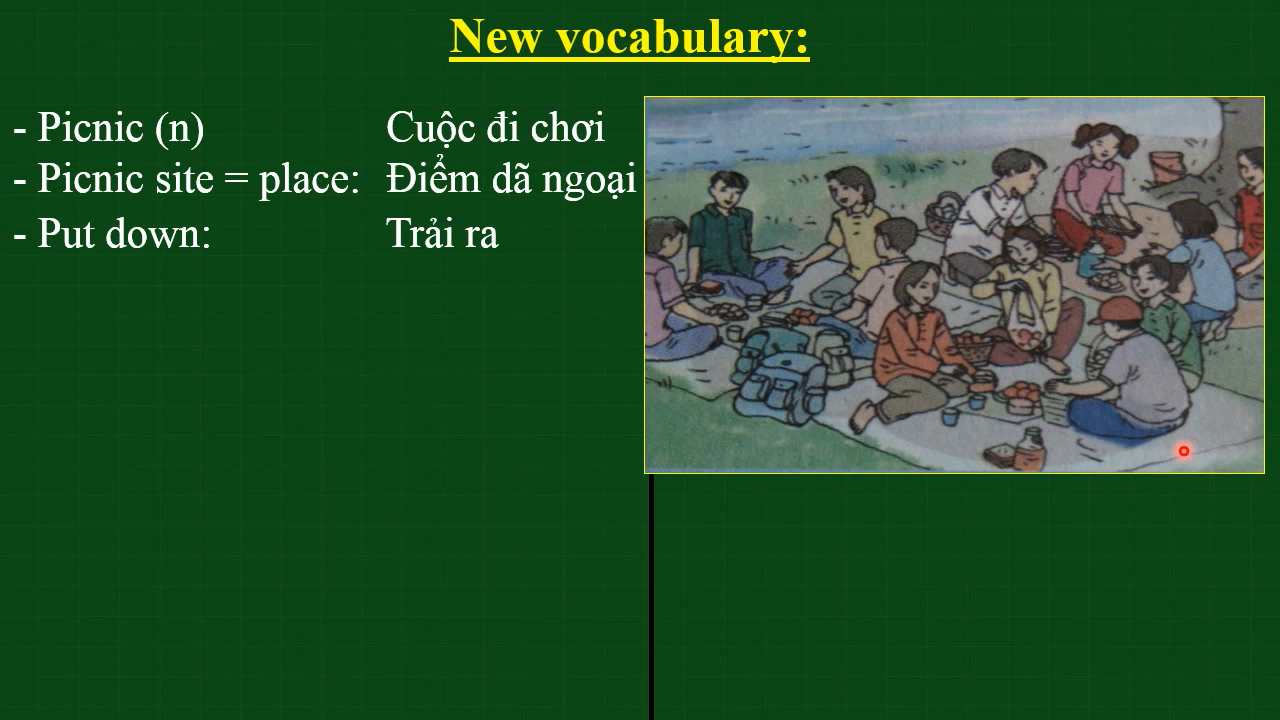 New vocabulary:
- Picnic (n) Cuộc đi chơi
- Picnic site = place: Điểm dã ngoại
- Put down: Trải ra